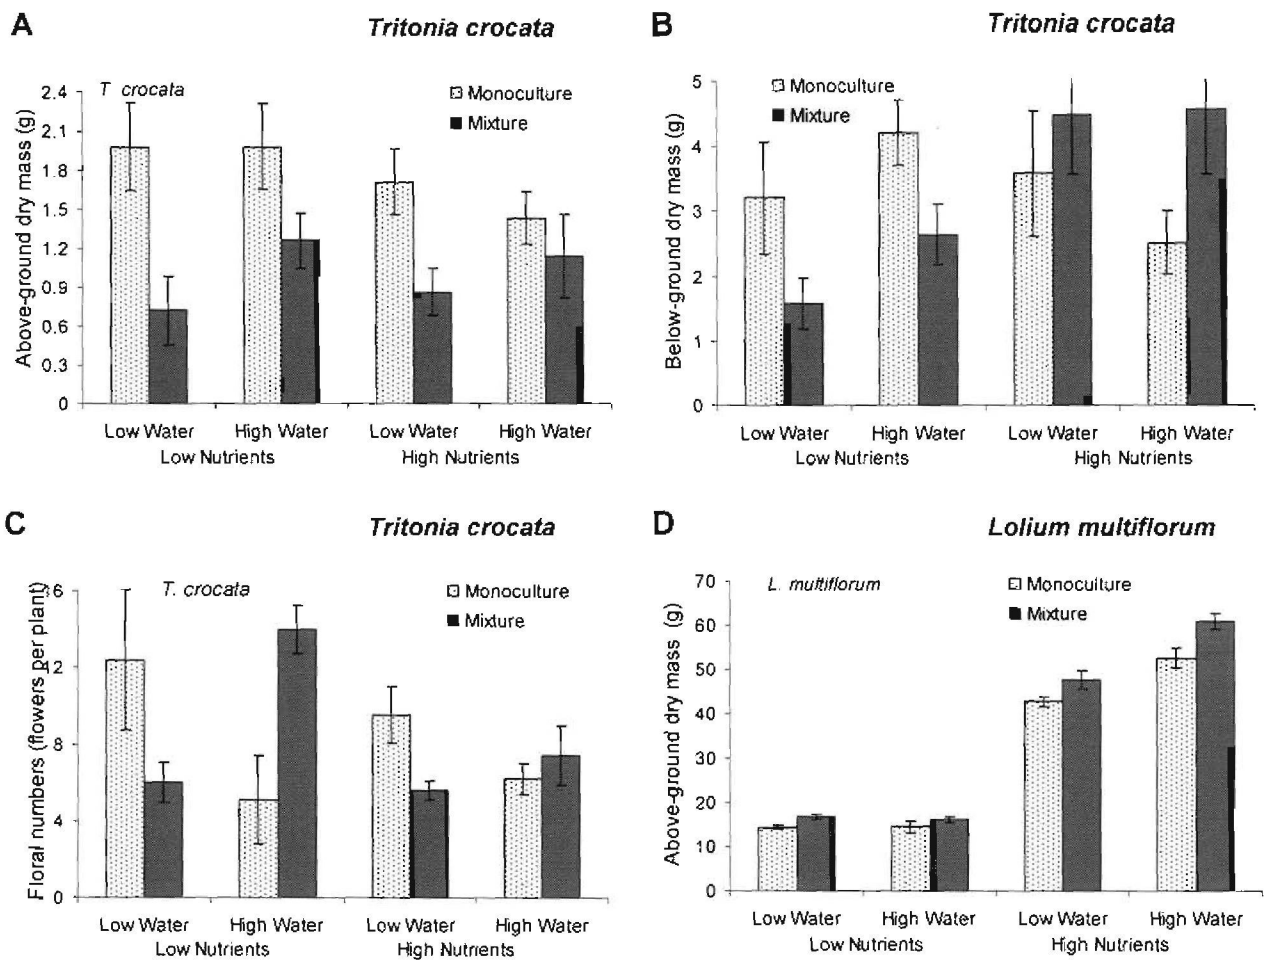 A
Tritonia crocata
T crocata
Monoculture
Mixture
Above-ground dry mass (g)
2.4
2.1
1.8
1.5
1.2
0.9
0.6
0.3
0
Low Water
High Water
Low Water
High Water
Low Nutrients
High Nutrients
B
Tritonia crocata
Monoculture
Mixture
Below-ground dry mass (g)
5
4
3
2
1
0
Low Water
High Water
Low Water
High Water
Low Nutrients
High Nutrients
C
Tritonia crocata
T. crocata
Monoculture
Mixture
Floral numbers (flowers per plant)
6
2
8
4
0
Low Water
High Water
Low Water
High Water
Low Nutrients
High Nutrients
D
Lolium multiflorum
L. multiflorum
Monoculture
Mixture
Above-ground dry mass (g)
70
60
50
40
30
20
10
0
Low Water
High Water
Low Water
High Water
Low Nutrients
High Nutrients